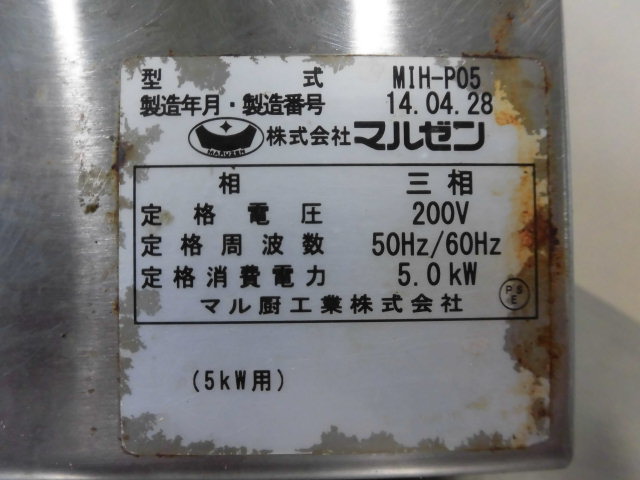 型式 MIH-P05
製造年月・製造番号 14.04.28
MARUZEN 株式会社マルゼン
相 三相
定格電圧 200V
定格周波数 50Hz/60Hz
定格消費電力 5.0kW
PSE
マル厨工業株式会社
(5kW用)